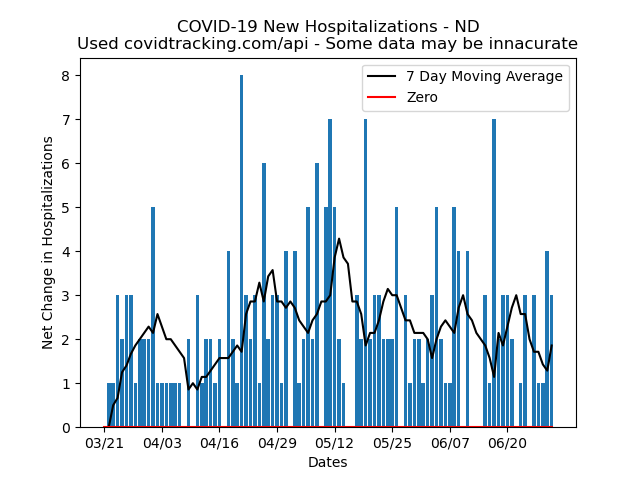 COVID-19 New Hospitalizations - ND
Used covidtracking.com/api - Some data may be innacurate
7 Day Moving Average
Zero
Net Change in Hospitalizations
8
7
6
5
4
3
2
1
0
03/21 04/03 04/16 04/29 05/12 05/25 06/07 06/20
Dates